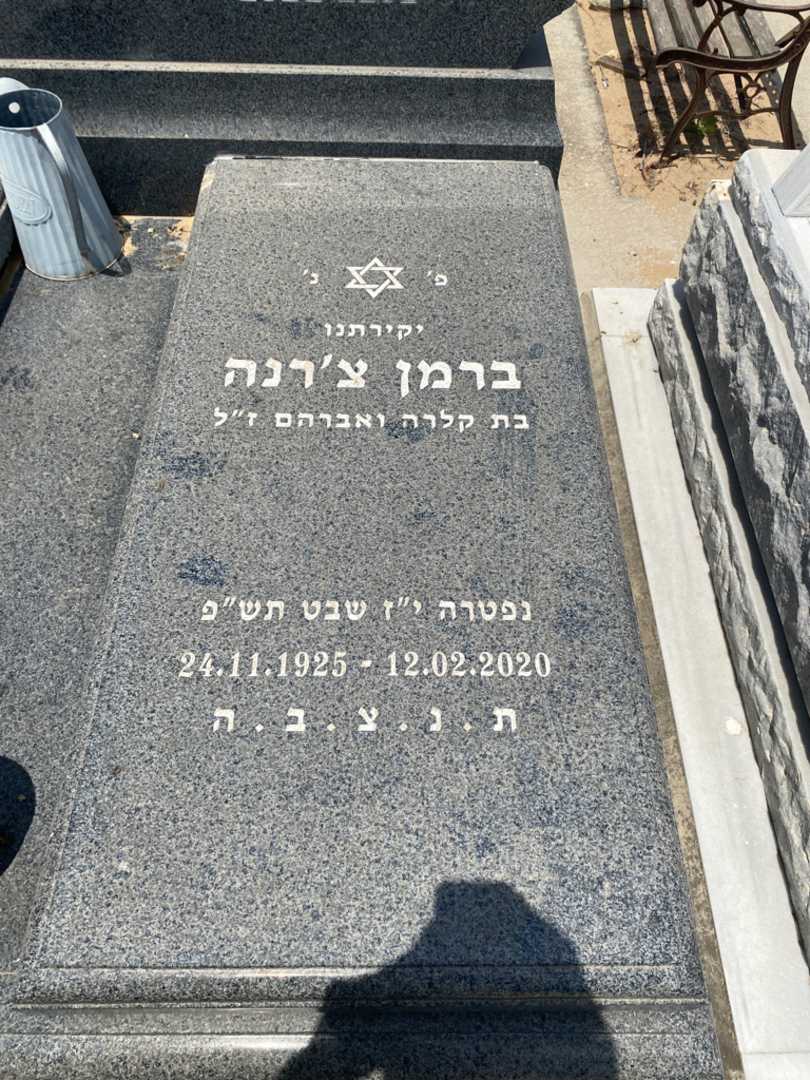 פ' נ'
יקירתנו
ברמן צ'רנה
בת קלרה ואברהם ז"ל
נפטרה י"ז שבט תש"פ
24.11.1925 - 12.02.2020
ת . נ . צ . ב . ה